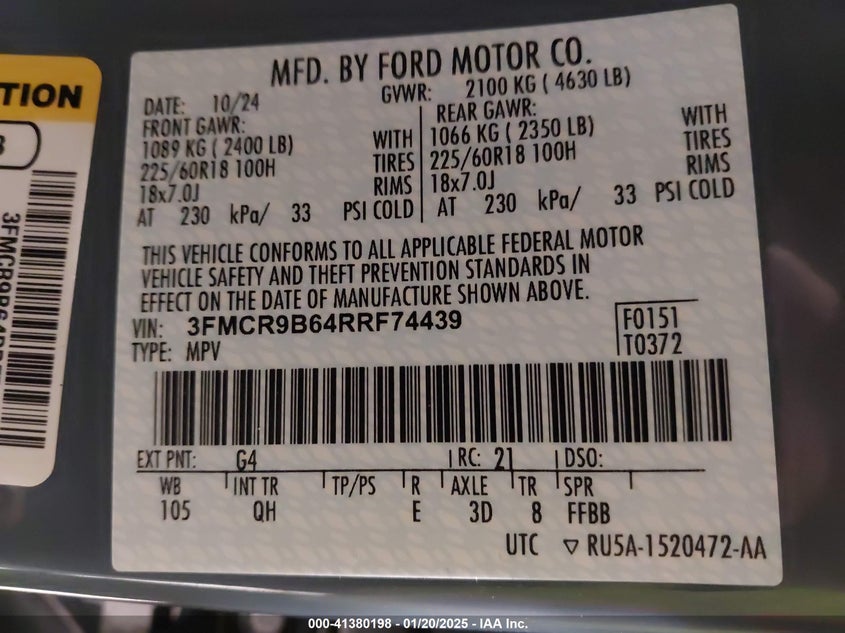 TION
3
MFD. BY FORD MOTOR CO.
DATE: 10/24 GVWR: 2100 KG ( 4630 LB)
FRONT GAWR: REAR GAWR:
1089 KG ( 2400 LB) WITH 1066 KG ( 2350 LB) WITH
225/60R18 100H TIRES 225/60R18 100H TIRES
18x7.0J RIMS 18x7.0J RIMS
AT 230 kPa/ 33 PSI COLD AT 230 kPa/ 33 PSI COLD
THIS VEHICLE CONFORMS TO ALL APPLICABLE FEDERAL MOTOR
VEHICLE SAFETY AND THEFT PREVENTION STANDARDS IN
EFFECT ON THE DATE OF MANUFACTURE SHOWN ABOVE.
VIN: 3FMCR9B64RRF74439 F0151
TYPE: MPV T0372
EXT PNT: G4 RC: 21 DSO:
WB INT TR TP/PS R AXLE TR SPR
105 QH E 3D 8 FFBB
UTC ▽ RU5A-1520472-AA
000-41380198 - 01/20/2025 - IAA Inc.